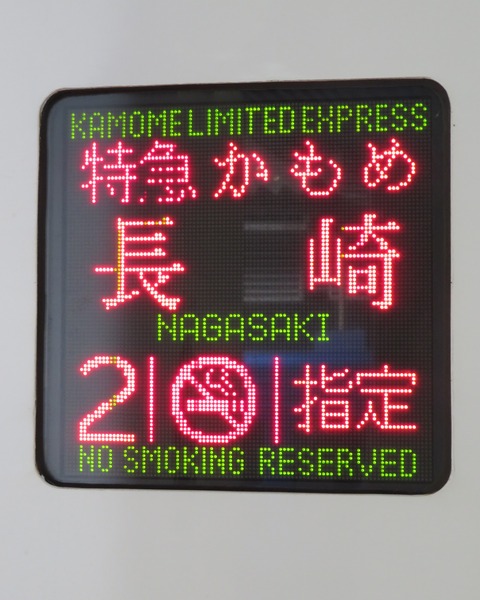 KAMOME LIMITED EXPRESS
特急 かもめ
長崎
NAGASAKI
2 指定
NO SMOKING RESERVED